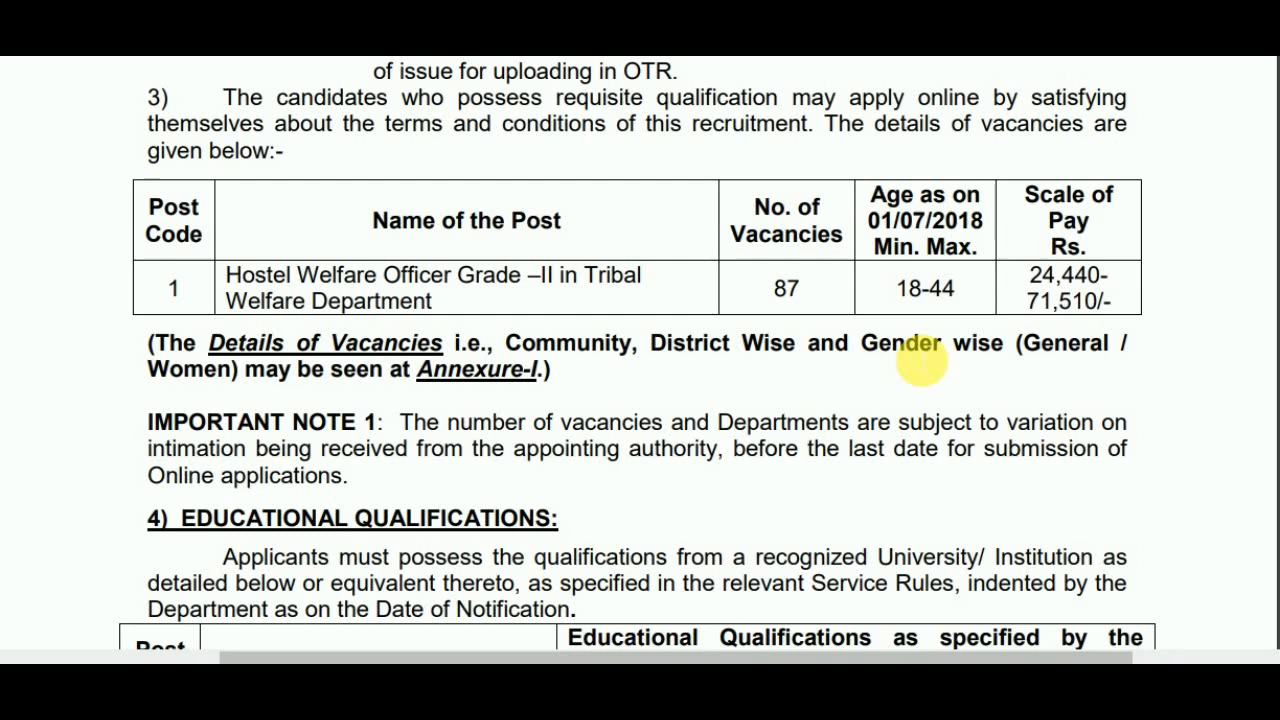 of issue for uploading in OTR.
3) The candidates who possess requisite qualification may apply online by satisfying
themselves about the terms and conditions of this recruitment. The details of vacancies are
given below:-
Post Code
Name of the Post
No. of Vacancies
Age as on 01/07/2018 Min. Max.
Scale of Pay Rs.
1
Hostel Welfare Officer Grade –II in Tribal
Welfare Department
87
18-44
24,440-
71,510/-
(The Details of Vacancies i.e., Community, District Wise and Gender wise (General /
Women) may be seen at Annexure-I.)
IMPORTANT NOTE 1: The number of vacancies and Departments are subject to variation on
intimation being received from the appointing authority, before the last date for submission of
Online applications.
4) EDUCATIONAL QUALIFICATIONS:
Applicants must possess the qualifications from a recognized University/ Institution as
detailed below or equivalent thereto, as specified in the relevant Service Rules, indented by the
Department as on the Date of Notification.
Post
Educational Qualifications as specified by the